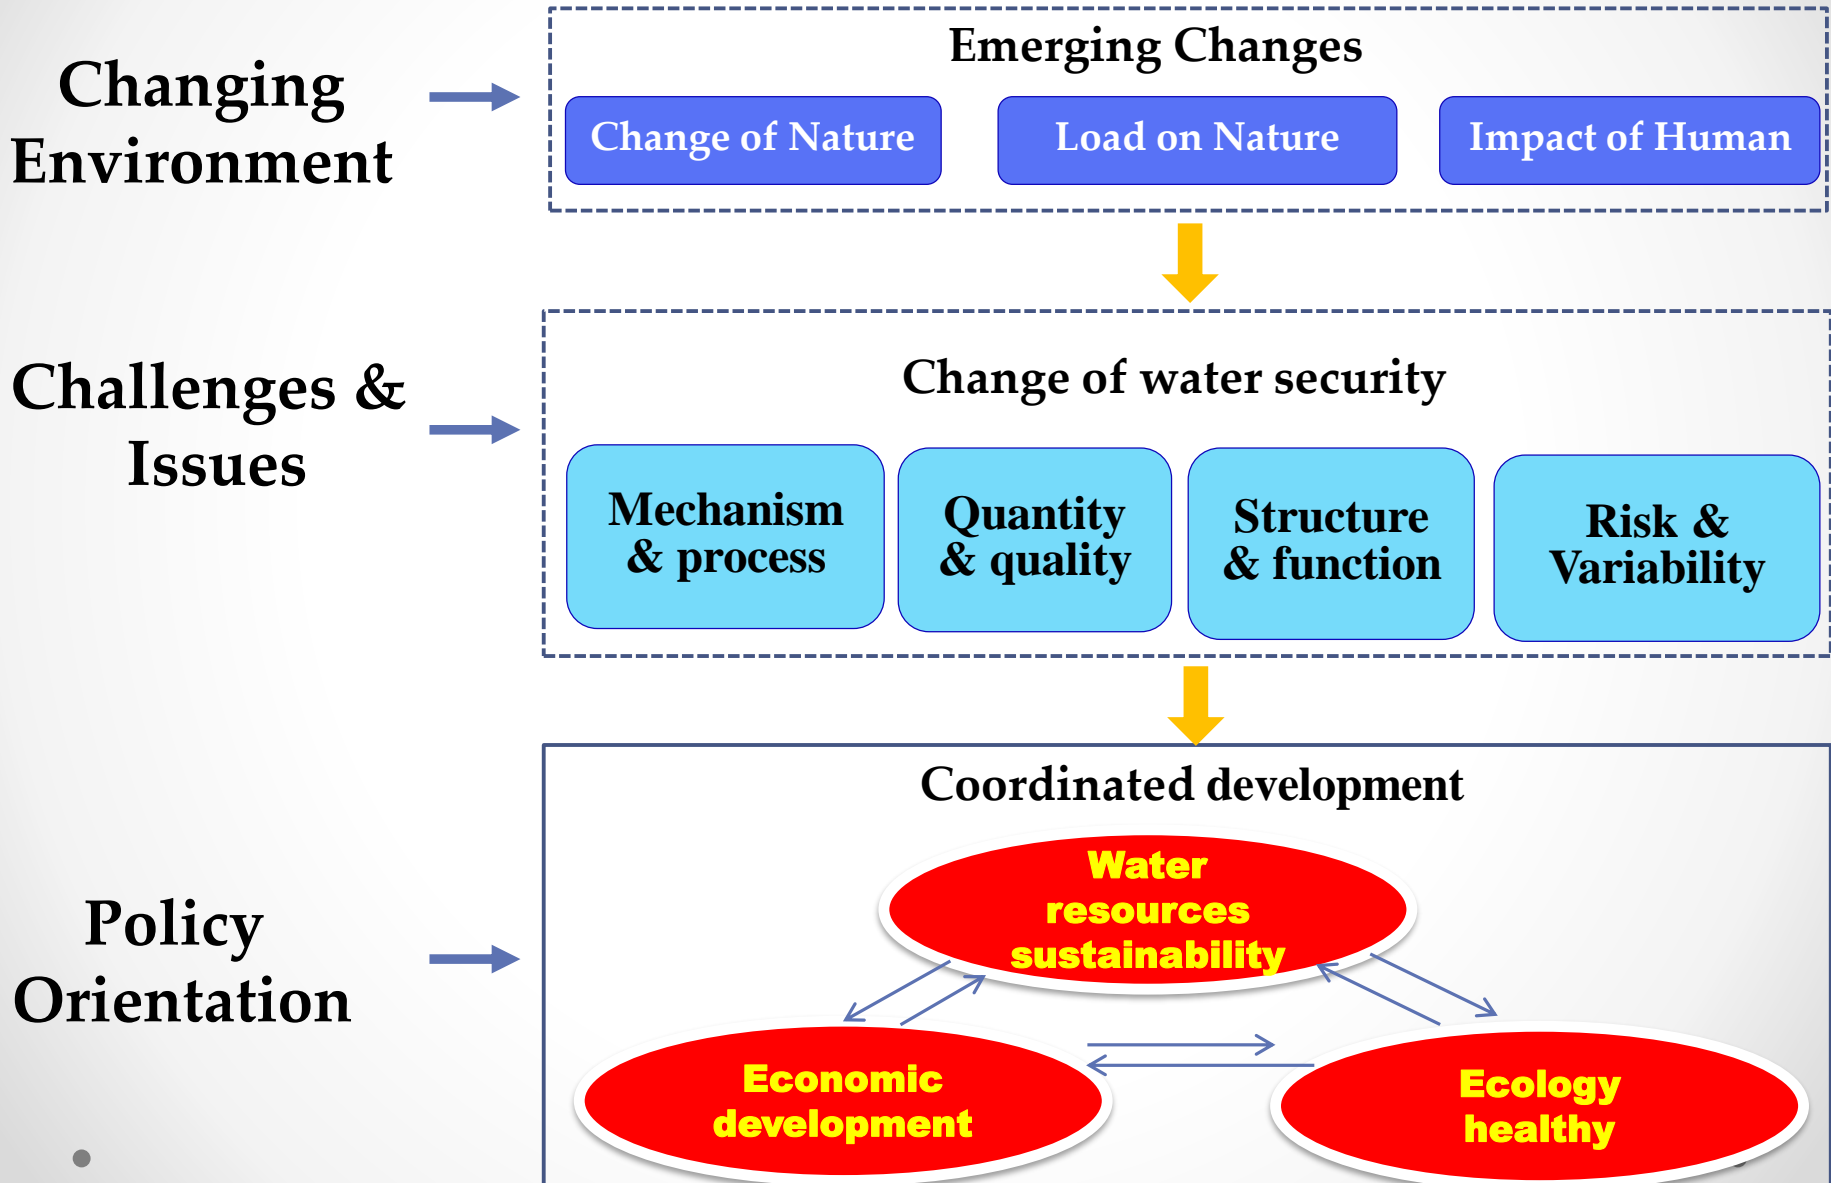 Changing
Environment
Emerging Changes
Change of Nature
Load on Nature
Impact of Human
Challenges &
Issues
Change of water security
Mechanism
& process
Quantity
& quality
Structure
& function
Risk &
Variability
Policy
Orientation
Coordinated development
Water
resources
sustainability
Economic
development
Ecology
healthy